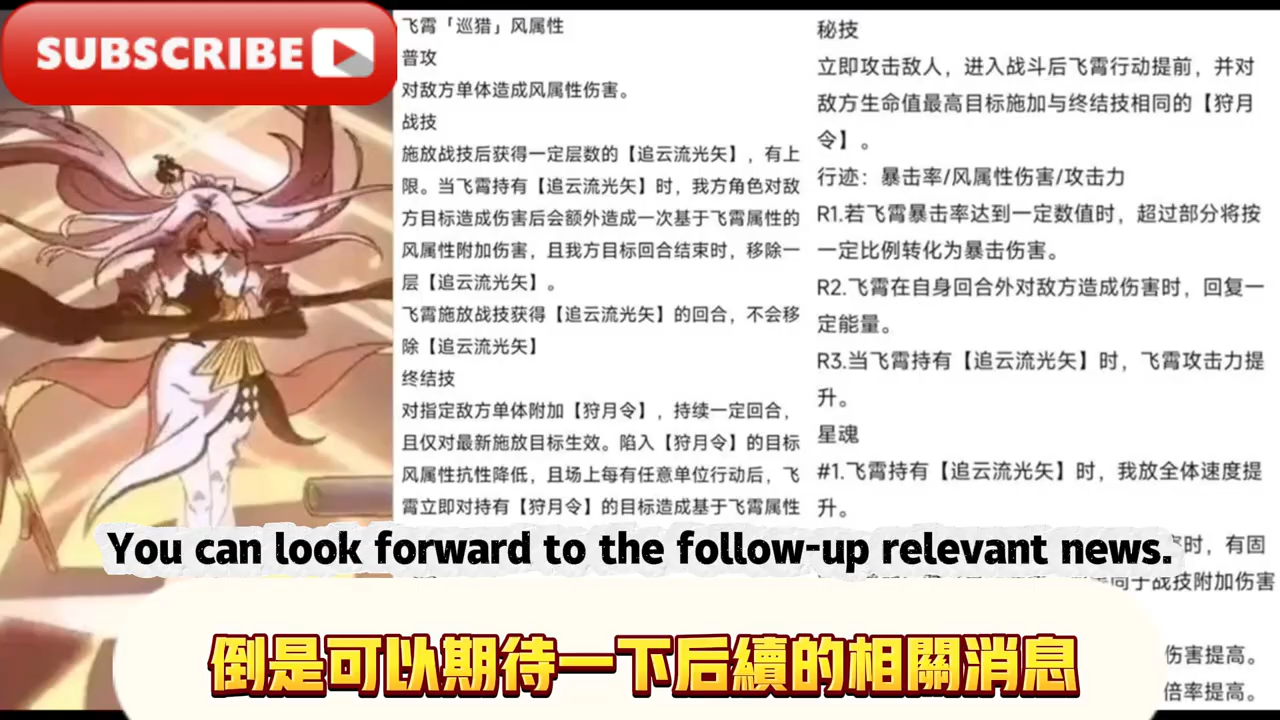 SUBSCRIBE
飞霄「巡猎」风属性
普攻
对敌方单体造成风属性伤害。
战技
施放战技后获得一定层数的【追云流光矢】，有上
限。当飞霄持有【追云流光矢】时，我方角色对敌
方目标造成伤害后会额外造成一次基于飞霄属性的
风属性附加伤害，且我方目标回合结束时，移除一
层【追云流光矢】。
飞霄施放战技获得【追云流光矢】的回合，不会移
除【追云流光矢】
终结技
对指定敌方单体附加【狩月令】，持续一定回合，
且仅对最新施放目标生效。陷入【狩月令】的目标
风属性抗性降低，且场上每有任意单位行动后，飞
霄立即对持有【狩月令】的目标造成基于飞霄属性
秘技
立即攻击敌人，进入战斗后飞霄行动提前，并对
敌方生命值最高目标施加与终结技相同的【狩月
令】。
行迹：暴击率/风属性伤害/攻击力
R1.若飞霄暴击率达到一定数值时，超过部分将按
一定比例转化为暴击伤害。
R2.飞霄在自身回合外对敌方造成伤害时，回复一
定能量。
R3.当飞霄持有【追云流光矢】时，飞霄攻击力提
升。
星魂
#1.飞霄持有【追云流光矢】时，我放全体速度提
升。
时，有固
同于战技附加伤害
伤害提高。
倍率提高。
You can look forward to the follow-up relevant news.
倒是可以期待一下后續的相關消息